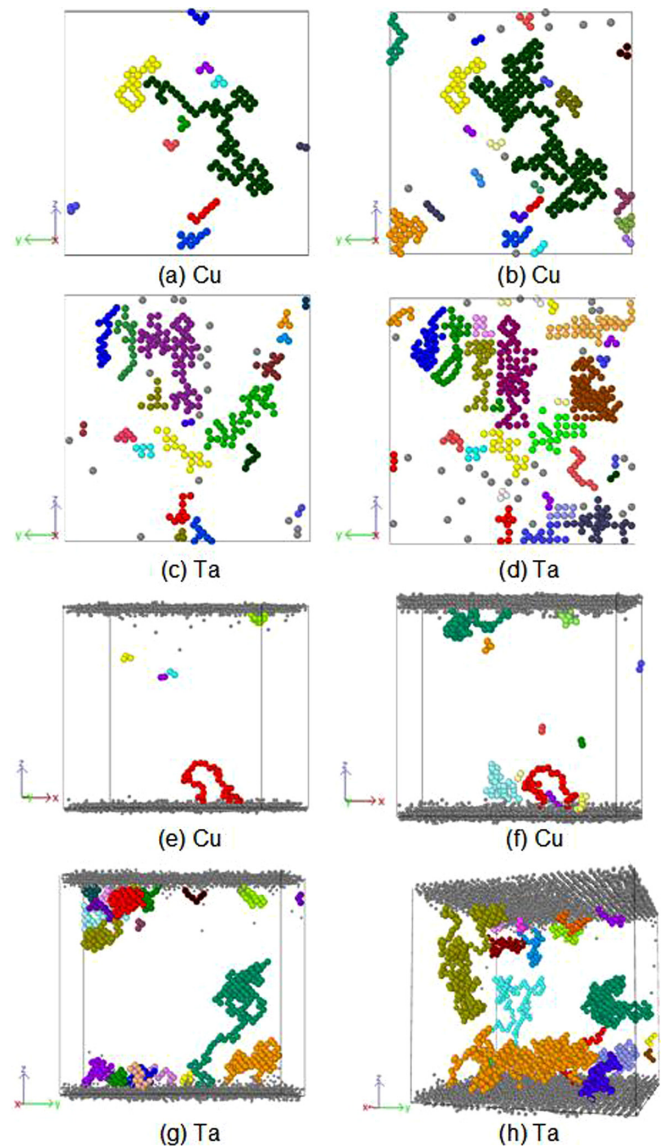 z
y
x
(a) Cu
z
y
x
(b) Cu
z
y
x
(c) Ta
z
y
x
(d) Ta
z
y
x
(e) Cu
z
y
x
(f) Cu
z
x
y
(g) Ta
z
x
y
(h) Ta